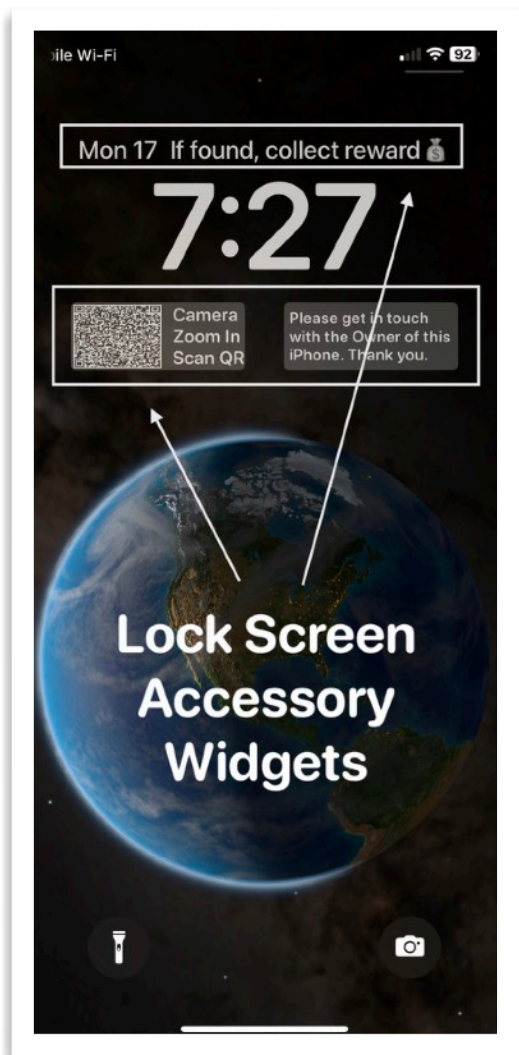 bile Wi-Fi 92
Mon 17 If found, collect reward
7:27
Camera
Zoom In
Scan QR
Please get in touch
with the Owner of this
iPhone. Thank you.
Lock Screen
Accessory
Widgets